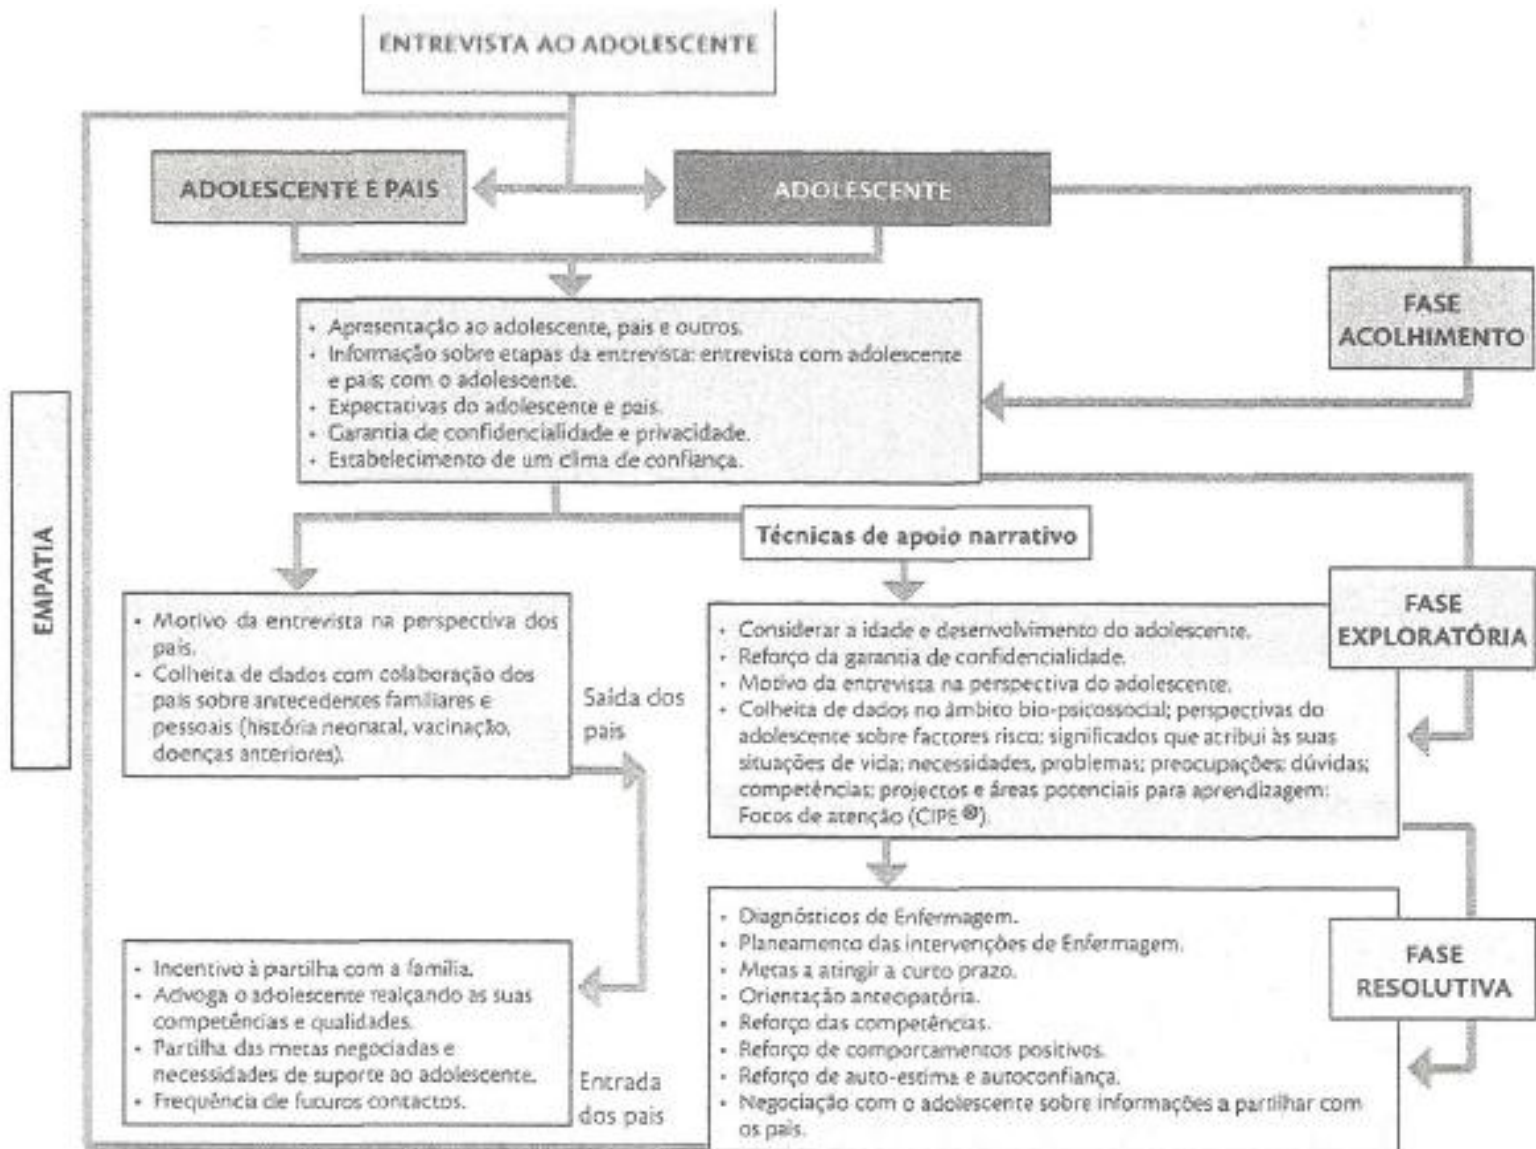 ENTREVISTA AO ADOLESCENTE
ADOLESCENTE E PAIS
ADOLESCENTE
FASE
ACOLHIMENTO
• Apresentação ao adolescente, pais e outros.
• Informação sobre etapas da entrevista: entrevista com adolescente
e pais; com o adolescente.
• Expectativas do adolescente e pais.
• Garantia de confidencialidade e privacidade.
• Estabelecimento de um clima de confiança.
EMPATIA
Técnicas de apoio narrativo
• Motivo da entrevista na perspectiva dos
pais.
• Colheita de dados com colaboração dos
pais sobre antecedentes familiares e
pessoais (história neonatal, vacinação,
doenças anteriores).
Saída dos
pais
FASE
EXPLORATÓRIA
• Considerar a idade e desenvolvimento do adolescente.
• Reforço da garantia de confidencialidade.
• Motivo da entrevista na perspectiva do adolescente.
• Colheita de dados no âmbito bio-psicossocial; perspectivas do
adolescente sobre factores risco; significados que atribui às suas
situações de vida; necessidades, problemas; preocupações; dúvidas;
competências; projectos e áreas potenciais para aprendizagem:
Focos de atenção (CIPE®).
• Incentivo à partilha com a família.
• Advoga o adolescente realçando as suas
competências e qualidades.
• Partilha das metas negociadas e
necessidades de suporte ao adolescente.
• Frequência de futuros contactos.
Entrada
dos pais
• Diagnósticos de Enfermagem.
• Planeamento das intervenções de Enfermagem.
• Metas a atingir a curto prazo.
• Orientação antecipatória.
• Reforço das competências.
• Reforço de comportamentos positivos.
• Reforço de auto-estima e autoconfiança.
• Negociação com o adolescente sobre informações a partilhar com
os pais.
FASE
RESOLUTIVA